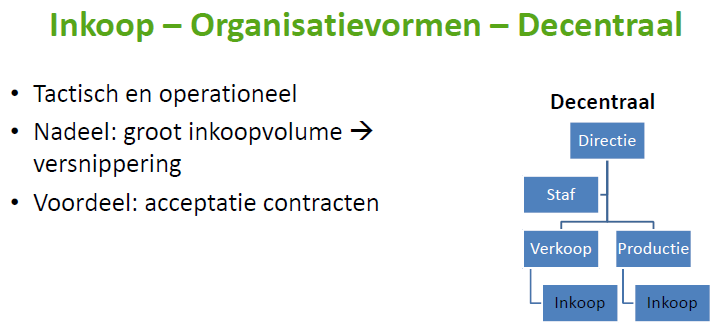 Inkoop – Organisatievormen – Decentraal
• Tactisch en operationeel
• Nadeel: groot inkoopvolume →
versnippering
• Voordeel: acceptatie contracten
Decentraal
Directie
Staf
Verkoop
Productie
Inkoop
Inkoop